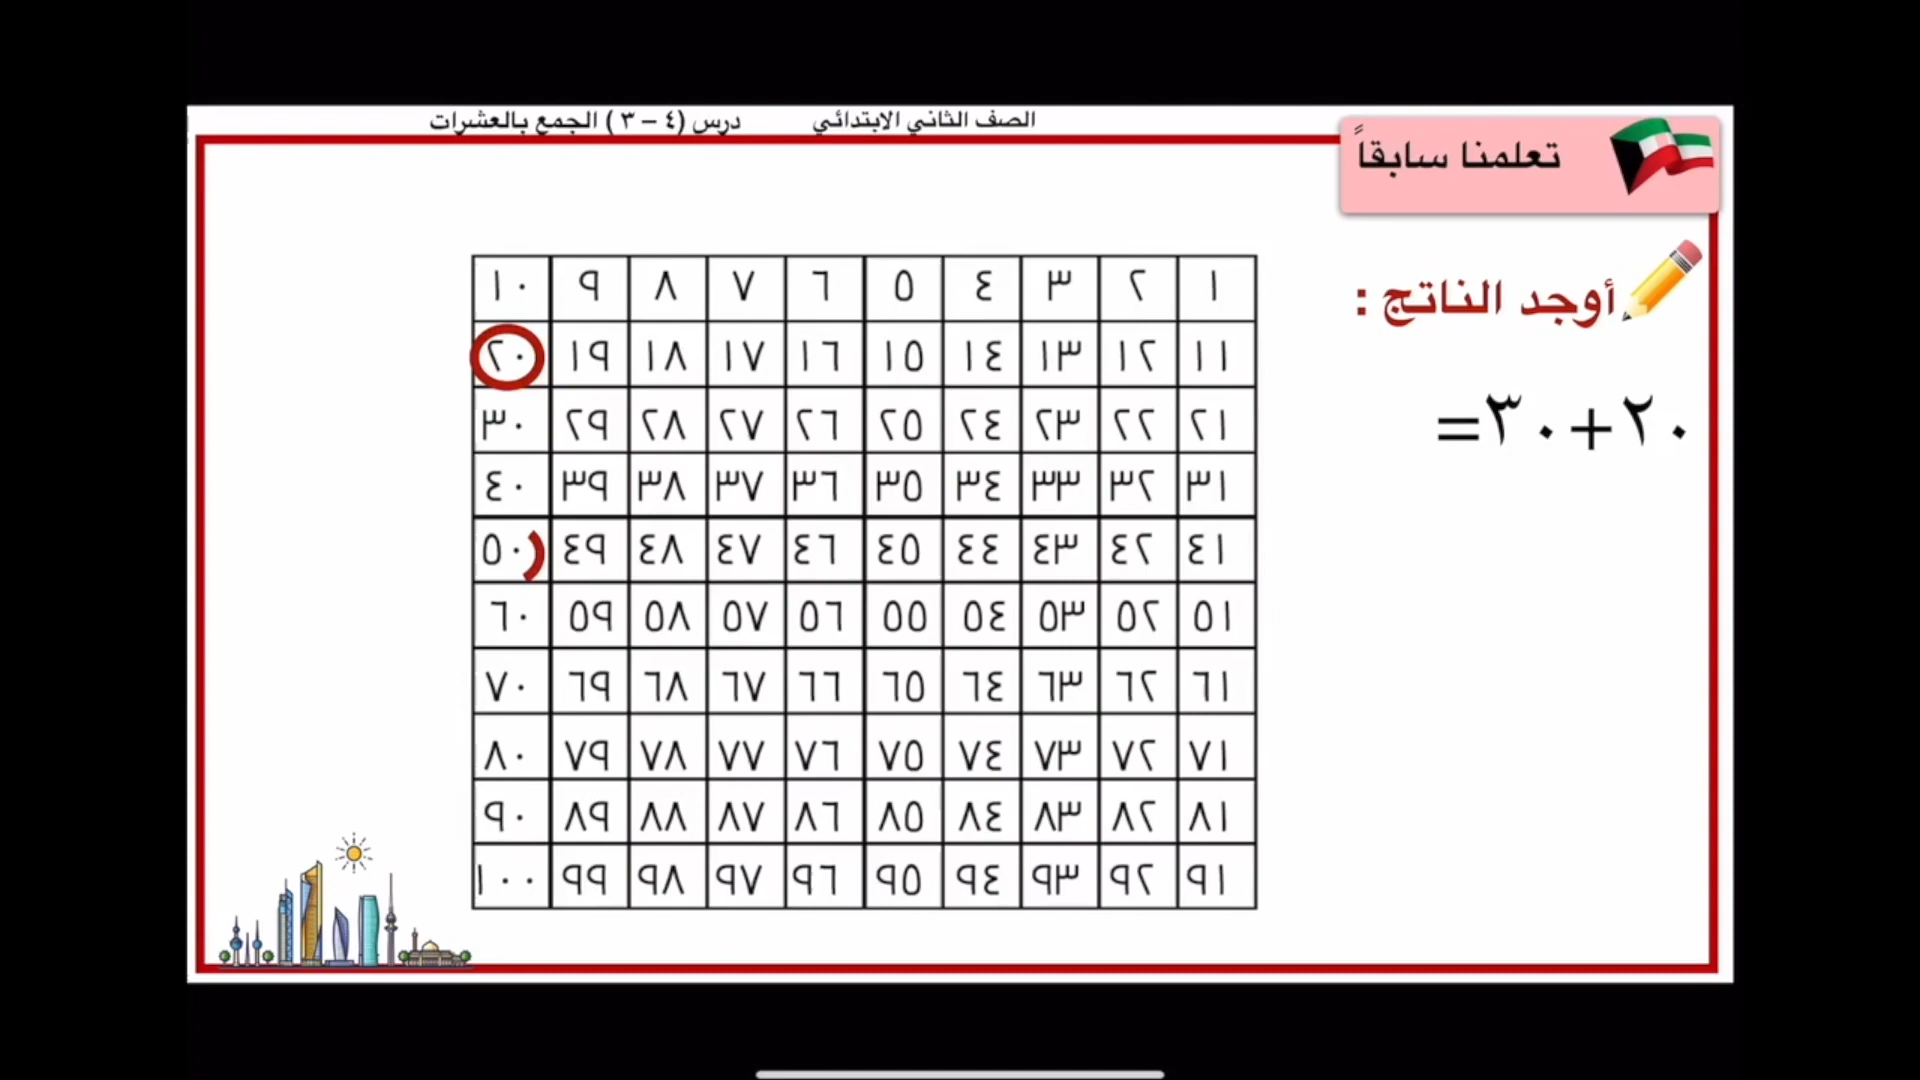 الصف الثاني الابتدائي درس (٤ – ٣ ) الجمع بالعشرات
تعلمنا سابقاً
أوجد الناتج :
٢٠+٣٠=
١ ٢ ٣ ٤ ٥ ٦ ٧ ٨ ٩ ١٠
١١ ١٢ ١٣ ١٤ ١٥ ١٦ ١٧ ١٨ ١٩ ٢٠
٢١ ٢٢ ٢٣ ٢٤ ٢٥ ٢٦ ٢٧ ٢٨ ٢٩ ٣٠
٣١ ٣٢ ٣٣ ٣٤ ٣٥ ٣٦ ٣٧ ٣٨ ٣٩ ٤٠
٤١ ٤٢ ٤٣ ٤٤ ٤٥ ٤٦ ٤٧ ٤٨ ٤٩ ٥٠
٥١ ٥٢ ٥٣ ٥٤ ٥٥ ٥٦ ٥٧ ٥٨ ٥٩ ٦٠
٦١ ٦٢ ٦٣ ٦٤ ٦٥ ٦٦ ٦٧ ٦٨ ٦٩ ٧٠
٧١ ٧٢ ٧٣ ٧٤ ٧٥ ٧٦ ٧٧ ٧٨ ٧٩ ٨٠
٨١ ٨٢ ٨٣ ٨٤ ٨٥ ٨٦ ٨٧ ٨٨ ٨٩ ٩٠
٩١ ٩٢ ٩٣ ٩٤ ٩٥ ٩٦ ٩٧ ٩٨ ٩٩ ١٠٠